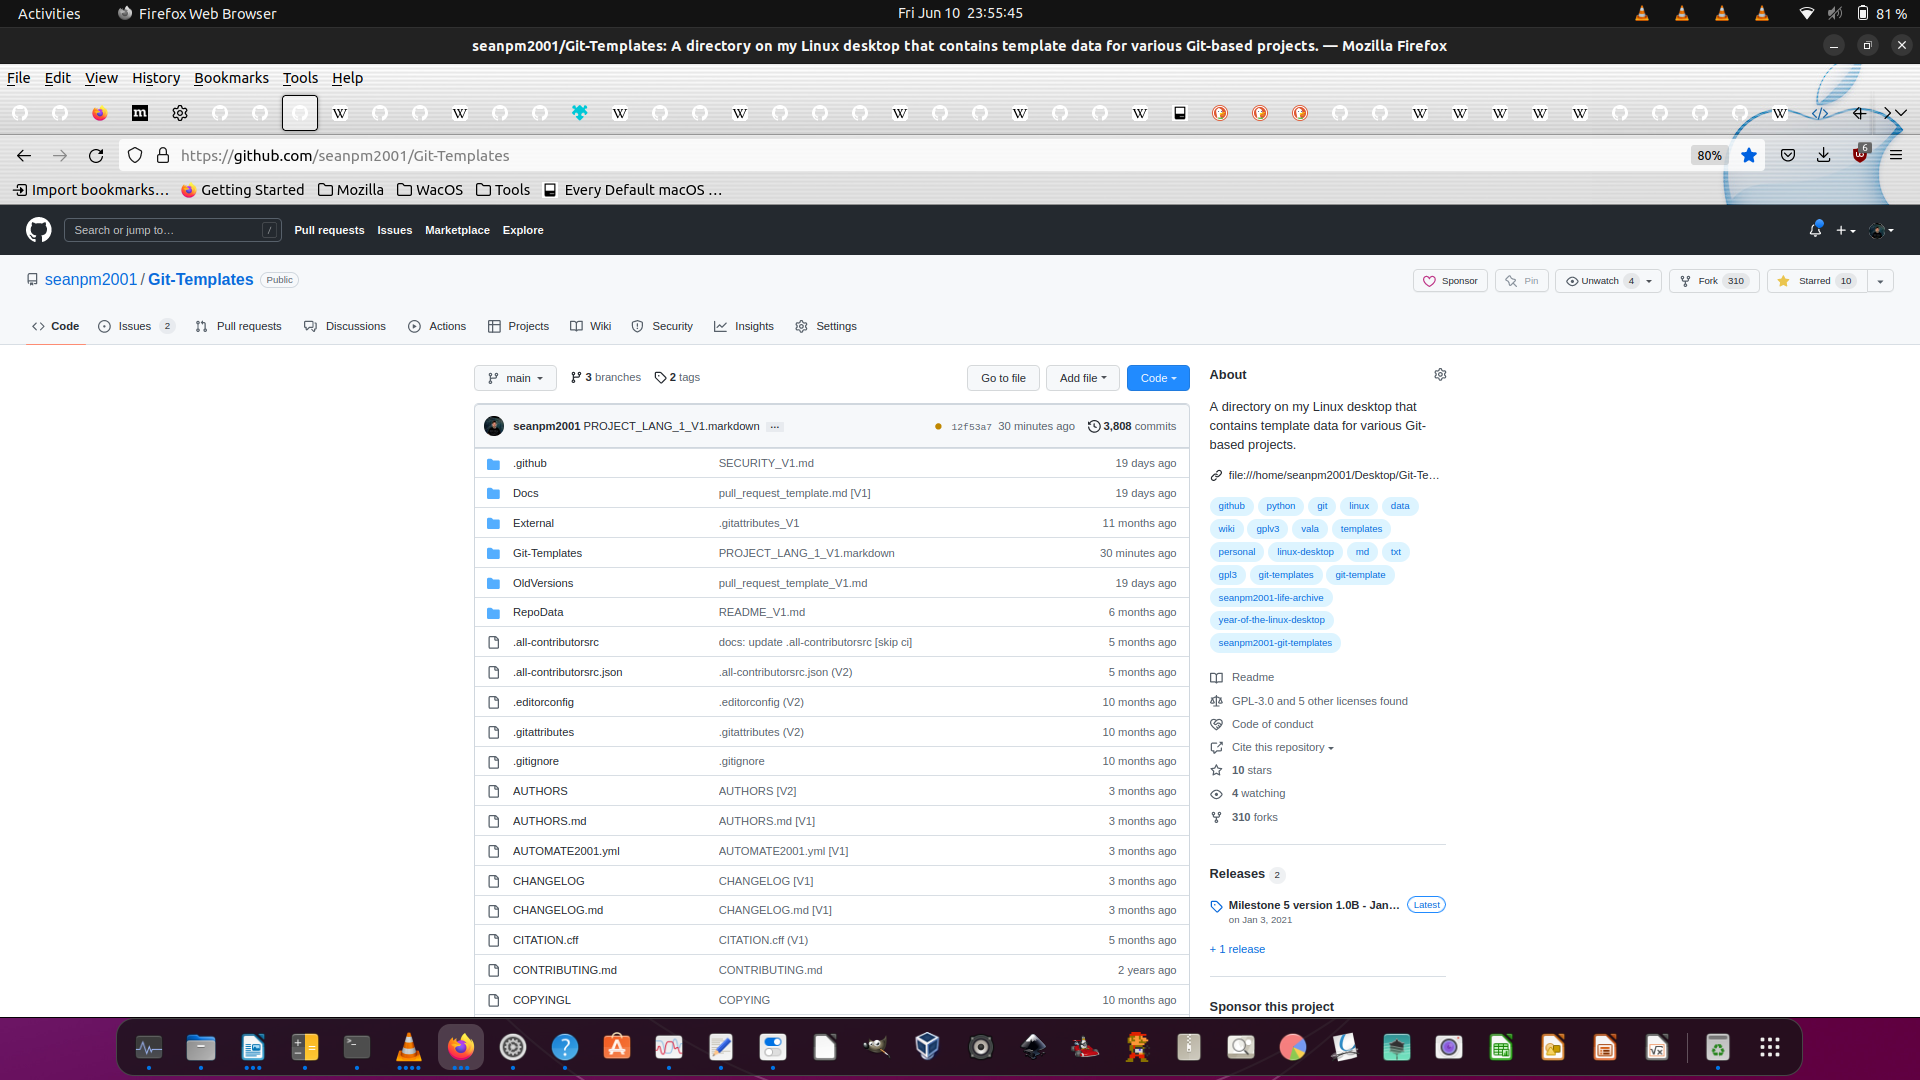 Activities Firefox Web Browser Fri Jun 10 23:55:45 81 %
seanpm2001/Git-Templates: A directory on my Linux desktop that contains template data for various Git-based projects. — Mozilla Firefox
File Edit View History Bookmarks Tools Help
https://github.com/seanpm2001/Git-Templates 80% 6
Import bookmarks… Getting Started Mozilla WacOS Tools Every Default macOS …
Search or jump to… / Pull requests Issues Marketplace Explore
seanpm2001 / Git-Templates Public Sponsor Pin Unwatch 4 Fork 310 Starred 10
Code Issues 2 Pull requests Discussions Actions Projects Wiki Security Insights Settings
main 3 branches 2 tags Go to file Add file Code
seanpm2001 PROJECT_LANG_1_V1.markdown … 12f53a7 30 minutes ago 3,808 commits
.github SECURITY_V1.md 19 days ago
Docs pull_request_template.md [V1] 19 days ago
External .gitattributes_V1 11 months ago
Git-Templates PROJECT_LANG_1_V1.markdown 30 minutes ago
OldVersions pull_request_template_V1.md 19 days ago
RepoData README_V1.md 6 months ago
.all-contributorsrc docs: update .all-contributorsrc [skip ci] 5 months ago
.all-contributorsrc.json .all-contributorsrc.json (V2) 5 months ago
.editorconfig .editorconfig (V2) 10 months ago
.gitattributes .gitattributes (V2) 10 months ago
.gitignore .gitignore 10 months ago
AUTHORS AUTHORS [V2] 3 months ago
AUTHORS.md AUTHORS.md [V1] 3 months ago
AUTOMATE2001.yml AUTOMATE2001.yml [V1] 3 months ago
CHANGELOG CHANGELOG [V1] 3 months ago
CHANGELOG.md CHANGELOG.md [V1] 3 months ago
CITATION.cff CITATION.cff (V1) 5 months ago
CONTRIBUTING.md CONTRIBUTING.md 2 years ago
COPYINGL COPYING 10 months ago
About
A directory on my Linux desktop that
contains template data for various Git-
based projects.
file:///home/seanpm2001/Desktop/Git-Te…
github python git linux data
wiki gplv3 vala templates
personal linux-desktop md txt
gpl3 git-templates git-template
seanpm2001-life-archive
year-of-the-linux-desktop
seanpm2001-git-templates
Readme
GPL-3.0 and 5 other licenses found
Code of conduct
Cite this repository
10 stars
4 watching
310 forks
Releases 2
Milestone 5 version 1.0B - Jan… Latest
on Jan 3, 2021
+ 1 release
Sponsor this project